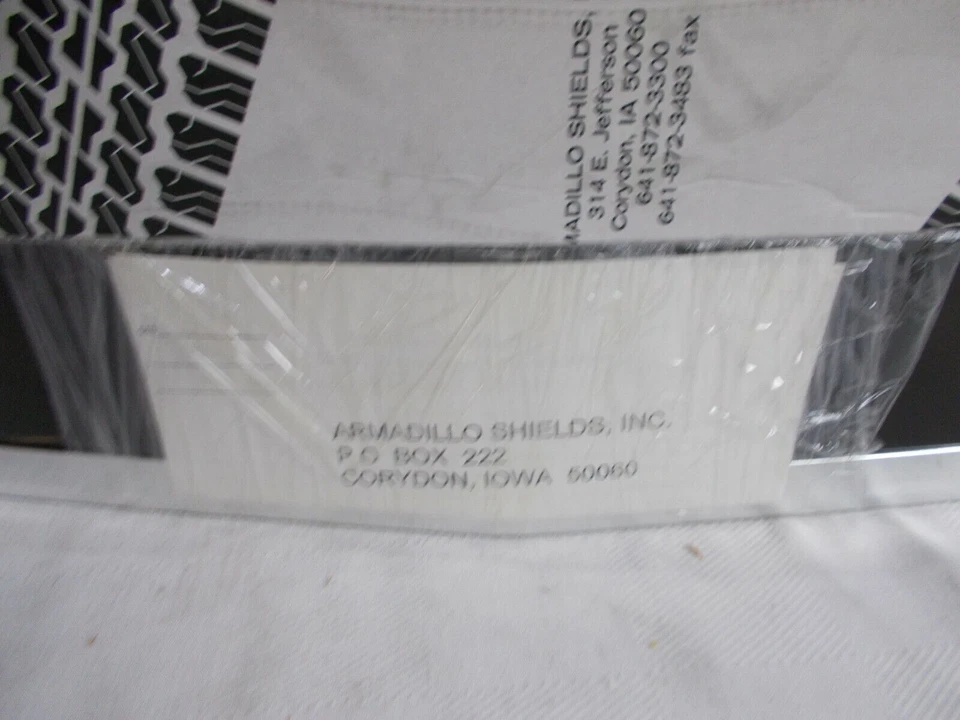 MADILLO SHIELDS,
314 E. Jefferson
Corydon, IA 50060
641-872-3300
641-872-3483 fax
ARMADILLO SHIELDS, INC.
P.O BOX 222
CORYDON, IOWA 50060